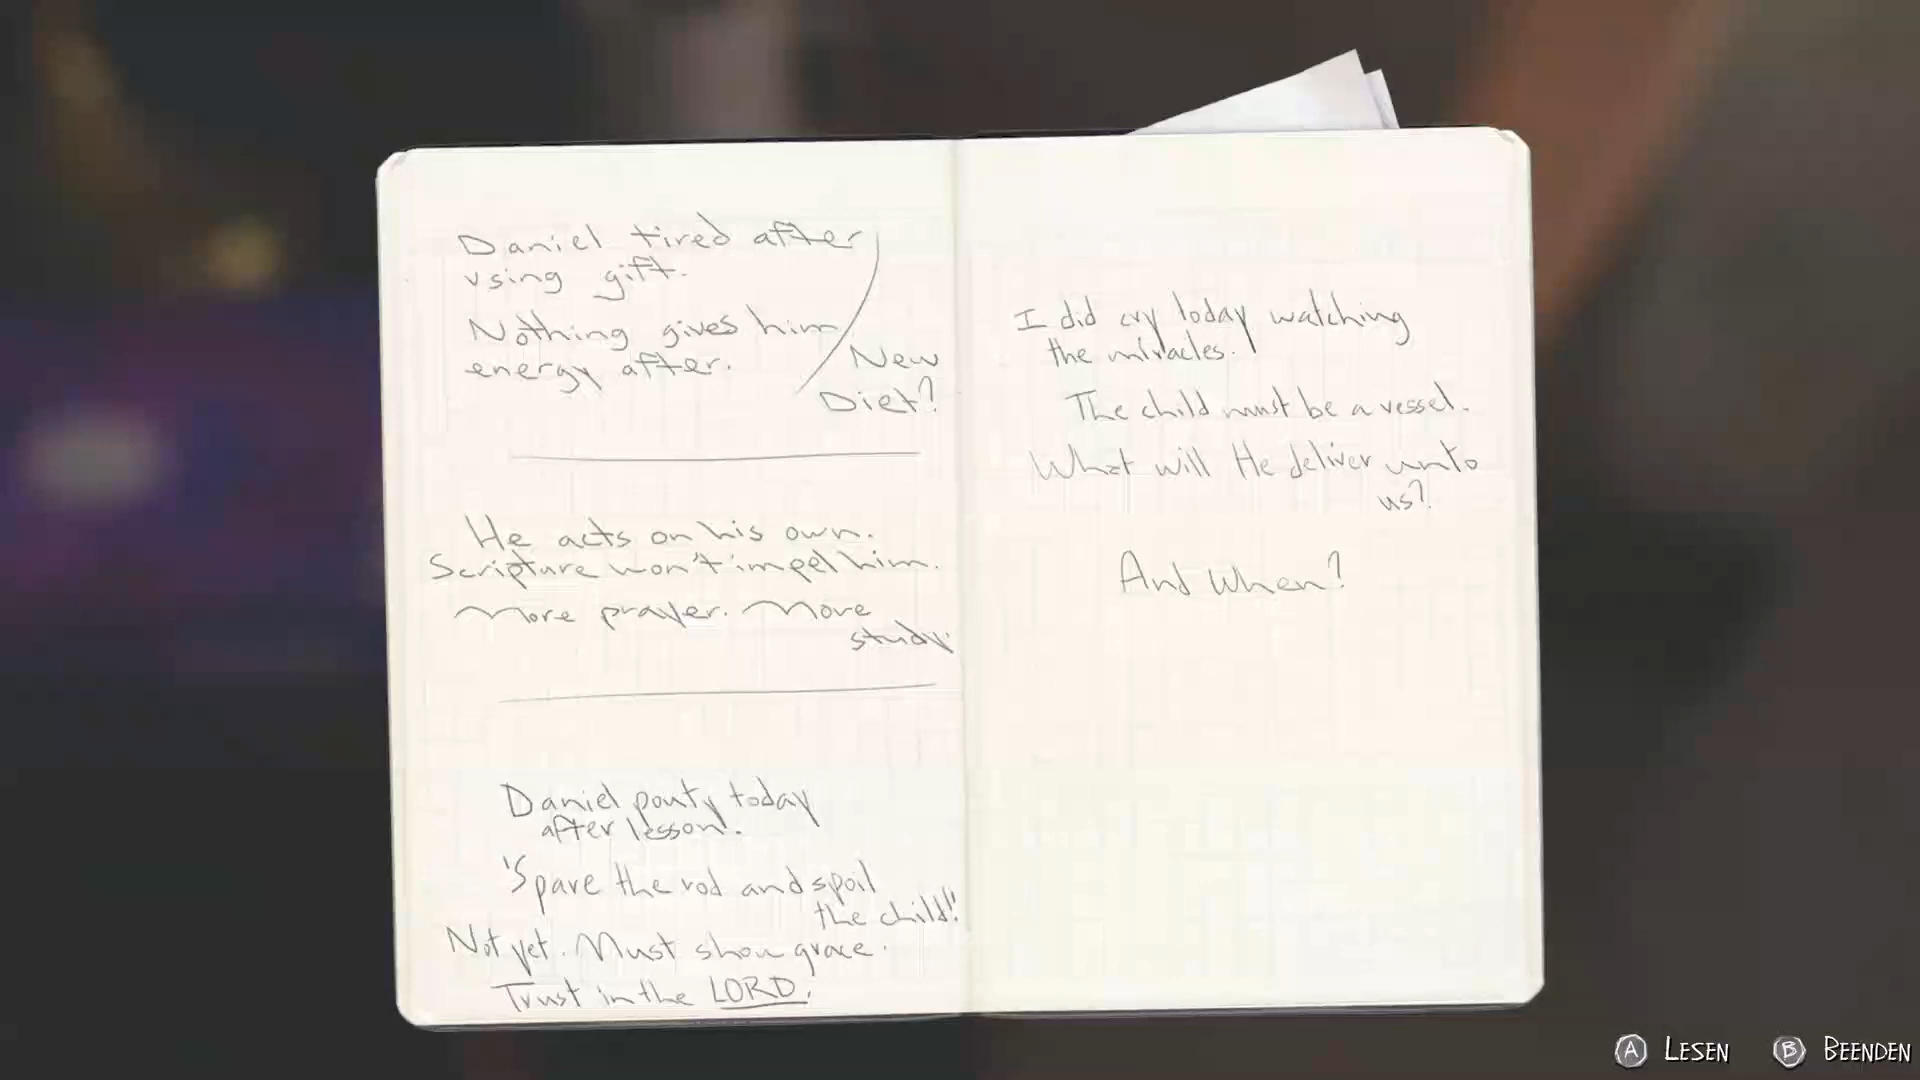 Daniel tired after
using gift.
Nothing gives him
energy after.
New
Diet?
He acts on his own.
Scripture won't impel him.
More prayer. More
study.
Daniel pouty today
after lesson.
'Spare the rod and spoil
the child!'
Not yet. Must show grace.
Trust in the LORD.
I did cry today watching
the miracles.
The child must be a vessel.
What will He deliver unto
us?
And when?
A LESEN B BEENDEN